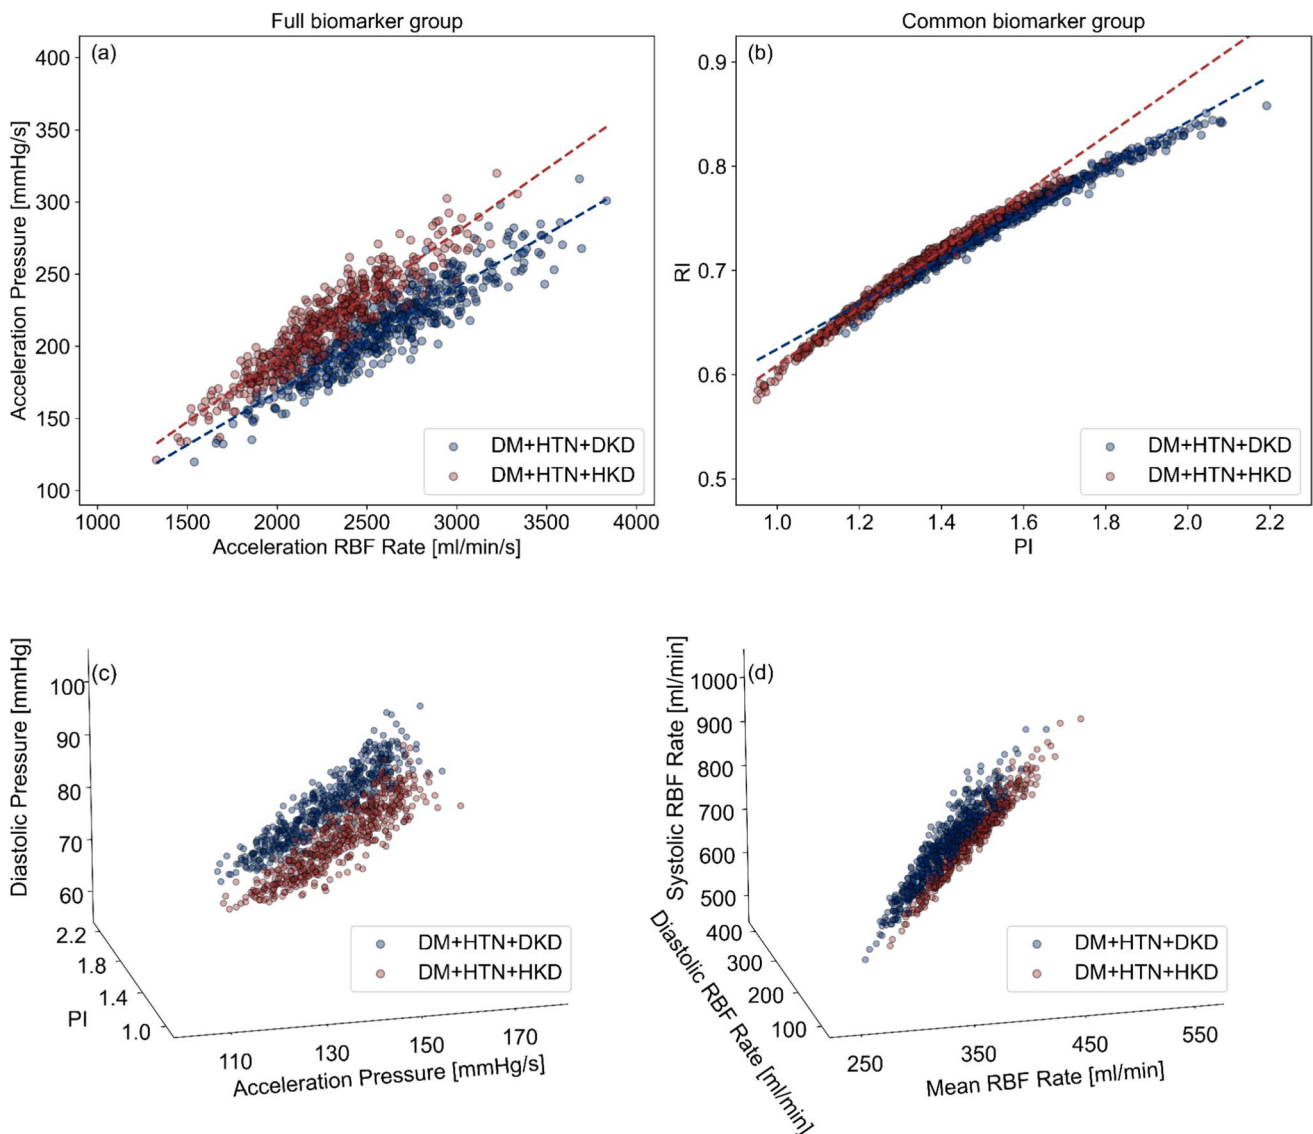 Full biomarker group
(a)
400
350
300
250
200
150
100
Acceleration Pressure [mmHg/s]
DM+HTN+DKD
DM+HTN+HKD
1000 1500 2000 2500 3000 3500 4000
Acceleration RBF Rate [ml/min/s]
Common biomarker group
(b)
0.9
0.8
0.7
0.6
0.5
RI
DM+HTN+DKD
DM+HTN+HKD
1.0 1.2 1.4 1.6 1.8 2.0 2.2
PI
(c)
Diastolic Pressure [mmHg]
100
90
80
70
60
2.2
1.8
1.4
1.0
PI
DM+HTN+DKD
DM+HTN+HKD
110 130 150 170
Acceleration Pressure [mmHg/s]
(d)
Systolic RBF Rate [ml/min]
1000
900
800
700
600
500
400
300
200
100
Diastolic RBF Rate [ml/min]
DM+HTN+DKD
DM+HTN+HKD
250 350 450 550
Mean RBF Rate [ml/min]